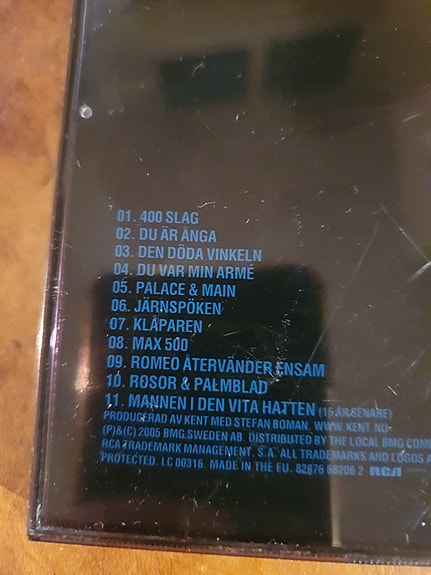 01. 400 SLAG
02. DU ÄR ÅNGA
03. DEN DÖDA VINKELN
04. DU VAR MIN ARMÉ
05. PALACE & MAIN
06. JÄRNSPÖKEN
07. KLÅPAREN
08. MAX 500
09. ROMEO ÅTERVÄNDER ENSAM
10. ROSOR & PALMBLAD
11. MANNEN I DEN VITA HATTEN (16 ÅR SENARE)
PRODUCERAD AV KENT MED STEFAN BOMAN. WWW.KENT.NU
(P)&(C) 2005 BMG SWEDEN AB. DISTRIBUTED BY THE LOCAL BMG COM
RCA TRADEMARK MANAGEMENT. S.A. ALL TRADEMARKS AND LOGOS A
PROTECTED. LC 00316. MADE IN THE EU. 82876 68205 2 RCA